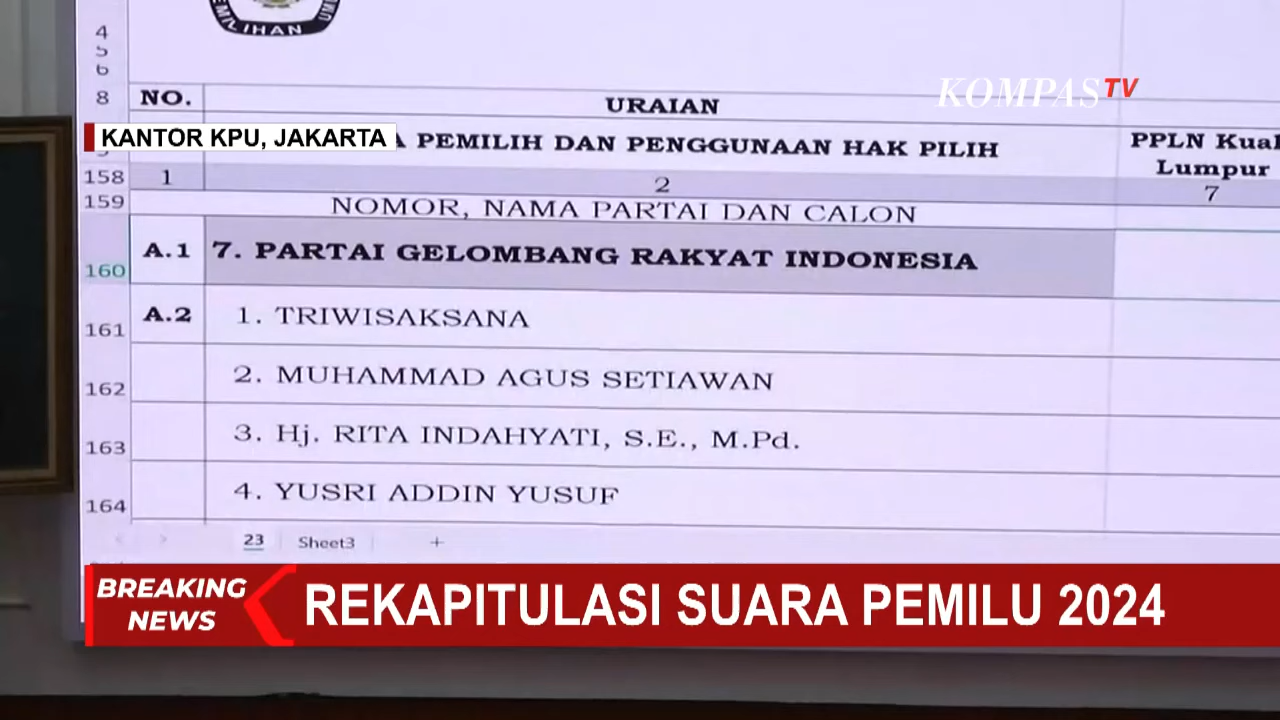 MILIHAN
4
5
6
KOMPAS TV
8 NO. URAIAN
KANTOR KPU, JAKARTA
A PEMILIH DAN PENGGUNAAN HAK PILIH
PPLN Kual
Lumpur
158 1 2 7
159 NOMOR, NAMA PARTAI DAN CALON
160 A.1 7. PARTAI GELOMBANG RAKYAT INDONESIA
161 A.2 1. TRIWISAKSANA
162 2. MUHAMMAD AGUS SETIAWAN
163 3. Hj. RITA INDAHYATI, S.E., M.Pd.
164 4. YUSRI ADDIN YUSUF
23 Sheet3 +
BREAKING
NEWS
REKAPITULASI SUARA PEMILU 2024